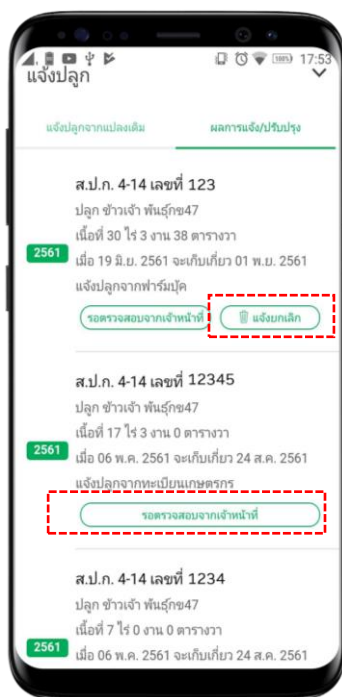 100% 17:53
แจ้งปลูก
แจ้งปลูกจากแปลงเดิม ผลการแจ้ง/ปรับปรุง
ส.ป.ก. 4-14 เลขที่ 123
ปลูก ข้าวเจ้า พันธุ์กข47
เนื้อที่ 30 ไร่ 3 งาน 38 ตารางวา
2561
เมื่อ 19 มิ.ย. 2561 จะเก็บเกี่ยว 01 พ.ย. 2561
แจ้งปลูกจากฟาร์มบุ๊ค
รอตรวจสอบจากเจ้าหน้าที่ แจ้งยกเลิก
ส.ป.ก. 4-14 เลขที่ 12345
ปลูก ข้าวเจ้า พันธุ์กข47
เนื้อที่ 17 ไร่ 3 งาน 0 ตารางวา
2561
เมื่อ 06 พ.ค. 2561 จะเก็บเกี่ยว 24 ส.ค. 2561
แจ้งปลูกจากทะเบียนเกษตรกร
รอตรวจสอบจากเจ้าหน้าที่
ส.ป.ก. 4-14 เลขที่ 1234
ปลูก ข้าวเจ้า พันธุ์กข47
เนื้อที่ 7 ไร่ 0 งาน 0 ตารางวา
2561
เมื่อ 06 พ.ค. 2561 จะเก็บเกี่ยว 24 ส.ค. 2561